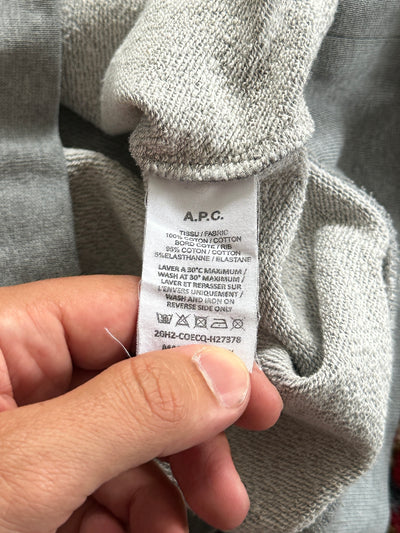 A.P.C.
TISSU / FABRIC
100% COTON / COTTON
BORD COTE / RIB
95% COTON / COTTON
5% ELASTHANNE / ELASTANE
LAVER A 30°C MAXIMUM /
WASH AT 30° MAXIMUM /
LAVER ET REPASSER SUR
L'ENVERS UNIQUEMENT /
WASH AND IRON ON
REVERSE SIDE ONLY
26H2-COECQ-H27378